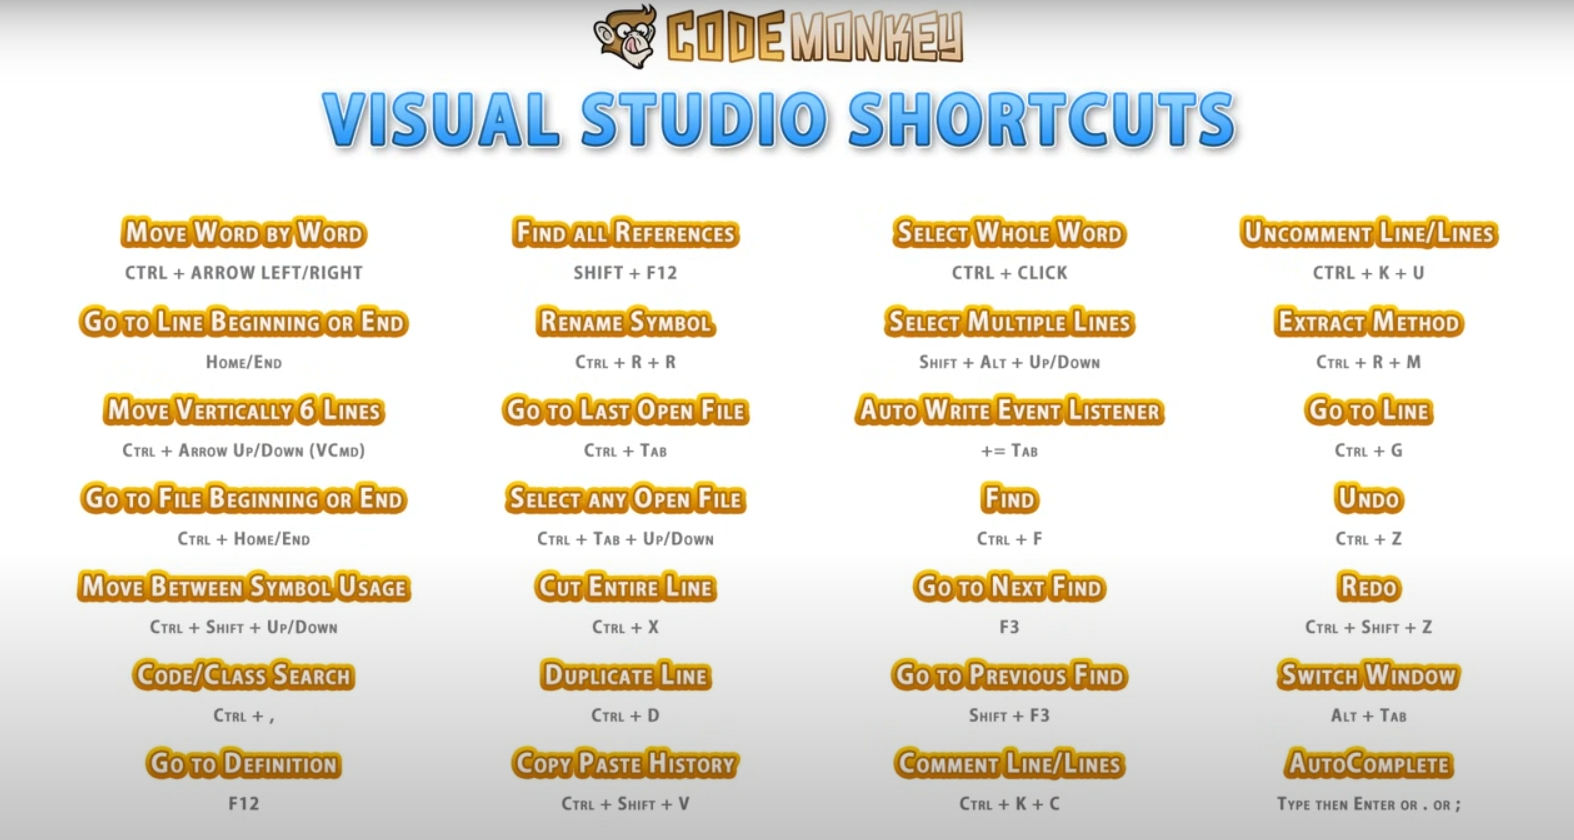 CODE MONKEY
VISUAL STUDIO SHORTCUTS
MOVE WORD BY WORD
CTRL + ARROW LEFT/RIGHT
GO TO LINE BEGINNING OR END
HOME/END
MOVE VERTICALLY 6 LINES
CTRL + ARROW UP/DOWN (VCMD)
GO TO FILE BEGINNING OR END
CTRL + HOME/END
MOVE BETWEEN SYMBOL USAGE
CTRL + SHIFT + UP/DOWN
CODE/CLASS SEARCH
CTRL + ,
GO TO DEFINITION
F12
FIND ALL REFERENCES
SHIFT + F12
RENAME SYMBOL
CTRL + R + R
GO TO LAST OPEN FILE
CTRL + TAB
SELECT ANY OPEN FILE
CTRL + TAB + UP/DOWN
CUT ENTIRE LINE
CTRL + X
DUPLICATE LINE
CTRL + D
COPY PASTE HISTORY
CTRL + SHIFT + V
SELECT WHOLE WORD
CTRL + CLICK
SELECT MULTIPLE LINES
SHIFT + ALT + UP/DOWN
AUTO WRITE EVENT LISTENER
+= TAB
FIND
CTRL + F
GO TO NEXT FIND
F3
GO TO PREVIOUS FIND
SHIFT + F3
COMMENT LINE/LINES
CTRL + K + C
UNCOMMENT LINE/LINES
CTRL + K + U
EXTRACT METHOD
CTRL + R + M
GO TO LINE
CTRL + G
UNDO
CTRL + Z
REDO
CTRL + SHIFT + Z
SWITCH WINDOW
ALT + TAB
AUTOCOMPLETE
TYPE THEN ENTER OR . OR ;